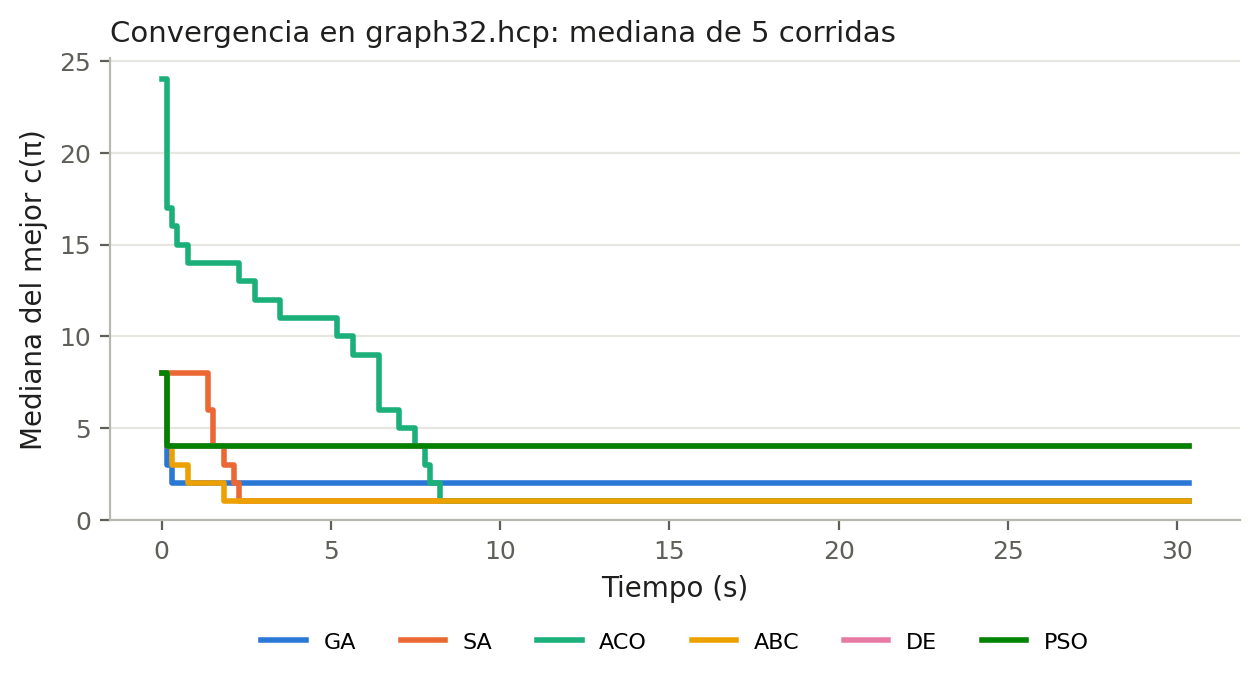 Convergencia en graph32.hcp: mediana de 5 corridas
Mediana del mejor c(π)
25
20
15
10
5
0
0 5 10 15 20 25 30
Tiempo (s)
GA SA ACO ABC DE PSO